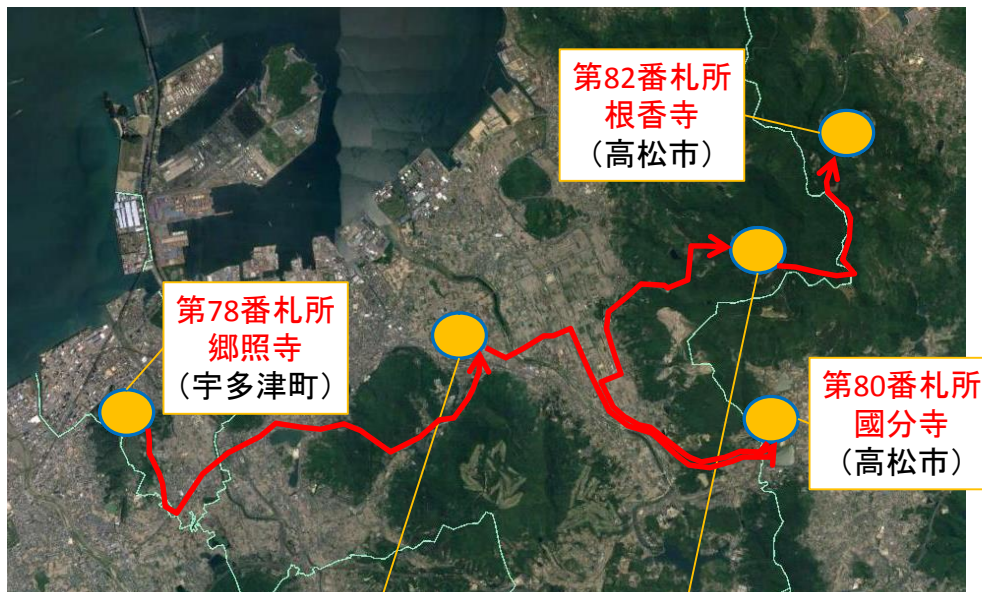 第82番札所
根香寺
（高松市）
第78番札所
郷照寺
（宇多津町）
第80番札所
國分寺
（高松市）